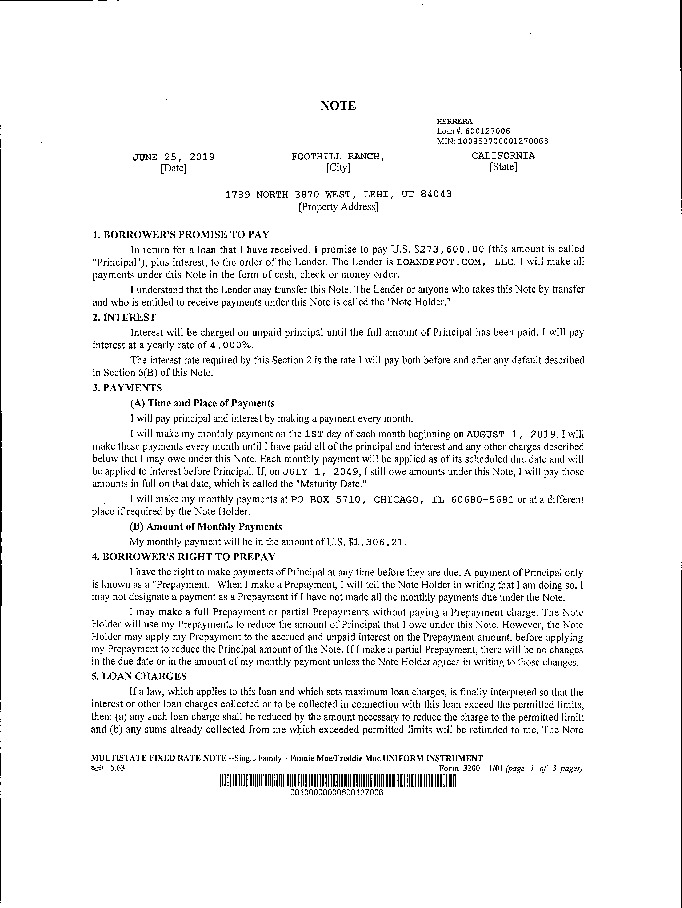 NOTE
HERRERA
Loan #: 600127006
MIN: 100853700001270063
JUNE 25, 2019 FOOTHILL RANCH, CALIFORNIA
[Date] [City] [State]
1739 NORTH 3870 WEST, LEHI, UT 84043
[Property Address]
1. BORROWER'S PROMISE TO PAY
In return for a loan that I have received, I promise to pay U.S. $273,600.00 (this amount is called
"Principal"), plus interest, to the order of the Lender. The Lender is LOANDEPOT.COM, LLC. I will make all
payments under this Note in the form of cash, check or money order.
I understand that the Lender may transfer this Note. The Lender or anyone who takes this Note by transfer
and who is entitled to receive payments under this Note is called the "Note Holder."
2. INTEREST
Interest will be charged on unpaid principal until the full amount of Principal has been paid. I will pay
interest at a yearly rate of 4.000%.
The interest rate required by this Section 2 is the rate I will pay both before and after any default described
in Section 6(B) of this Note.
3. PAYMENTS
(A) Time and Place of Payments
I will pay principal and interest by making a payment every month.
I will make my monthly payment on the 1ST day of each month beginning on AUGUST 1, 2019. I will
make these payments every month until I have paid all of the principal and interest and any other charges described
below that I may owe under this Note. Each monthly payment will be applied as of its scheduled due date and will
be applied to interest before Principal. If, on JULY 1, 2049, I still owe amounts under this Note, I will pay those
amounts in full on that date, which is called the "Maturity Date."
I will make my monthly payments at PO BOX 5710, CHICAGO, IL 60680-5681 or at a different
place if required by the Note Holder.
(B) Amount of Monthly Payments
My monthly payment will be in the amount of U.S. $1,306.21.
4. BORROWER'S RIGHT TO PREPAY
I have the right to make payments of Principal at any time before they are due. A payment of Principal only
is known as a "Prepayment." When I make a Prepayment, I will tell the Note Holder in writing that I am doing so. I
may not designate a payment as a Prepayment if I have not made all the monthly payments due under the Note.
I may make a full Prepayment or partial Prepayments without paying a Prepayment charge. The Note
Holder will use my Prepayments to reduce the amount of Principal that I owe under this Note. However, the Note
Holder may apply my Prepayment to the accrued and unpaid interest on the Prepayment amount, before applying
my Prepayment to reduce the Principal amount of the Note. If I make a partial Prepayment, there will be no changes
in the due date or in the amount of my monthly payment unless the Note Holder agrees in writing to those changes.
5. LOAN CHARGES
If a law, which applies to this loan and which sets maximum loan charges, is finally interpreted so that the
interest or other loan charges collected or to be collected in connection with this loan exceed the permitted limits,
then: (a) any such loan charge shall be reduced by the amount necessary to reduce the charge to the permitted limit;
and (b) any sums already collected from me which exceeded permitted limits will be refunded to me. The Note
MULTISTATE FIXED RATE NOTE--Single Family--Fannie Mae/Freddie Mac UNIFORM INSTRUMENT
Form 3200 1/01 (page 1 of 3 pages)